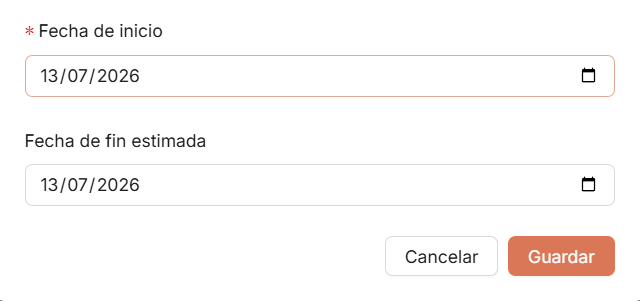 * Fecha de inicio
13/07/2026
Fecha de fin estimada
13/07/2026
Cancelar Guardar